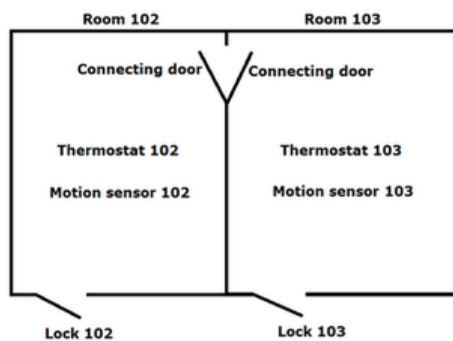 Room 102
Room 103
Connecting door
Connecting door
Thermostat 102
Thermostat 103
Motion sensor 102
Motion sensor 103
Lock 102
Lock 103